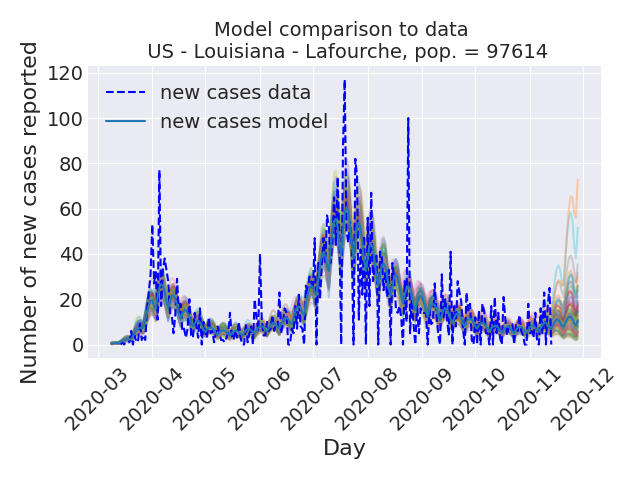 Model comparison to data
US - Louisiana - Lafourche, pop. = 97614
Number of new cases reported
120
100
80
60
40
20
0
new cases data
new cases model
2020-03
2020-04
2020-05
2020-06
2020-07
2020-08
2020-09
2020-10
2020-11
2020-12
Day